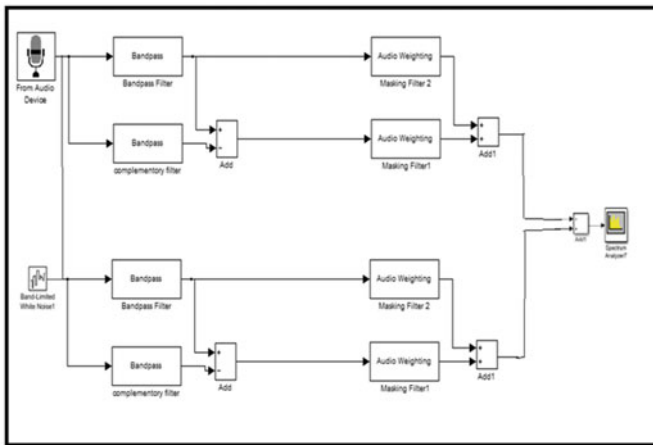 From Audio
Device
Bandpass
Bandpass Filter
Audio Weighting
Masking Filter 2
Bandpass
complementory filter
Add
Audio Weighting
Masking Filter1
Add1
Add1
Spectrum
Analyzer7
Band-Limited
White Noise1
Bandpass
Bandpass Filter
Audio Weighting
Masking Filter 2
Bandpass
complementory filter
Add
Audio Weighting
Masking Filter1
Add1